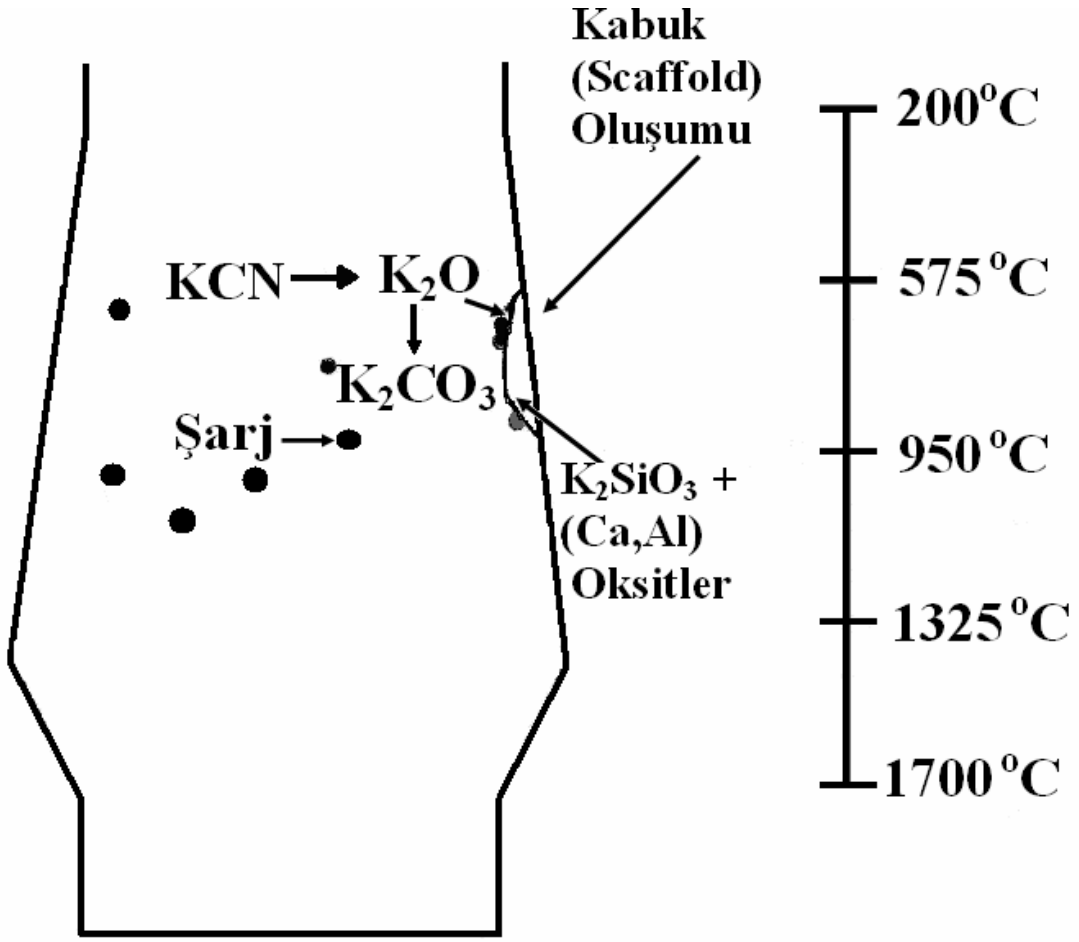 Kabuk
(Scaffold)
Oluşumu
200°C
KCN
K₂O
575°C
K₂CO₃
Şarj
950°C
K₂SiO₃ +
(Ca,Al)
Oksitler
1325°C
1700°C